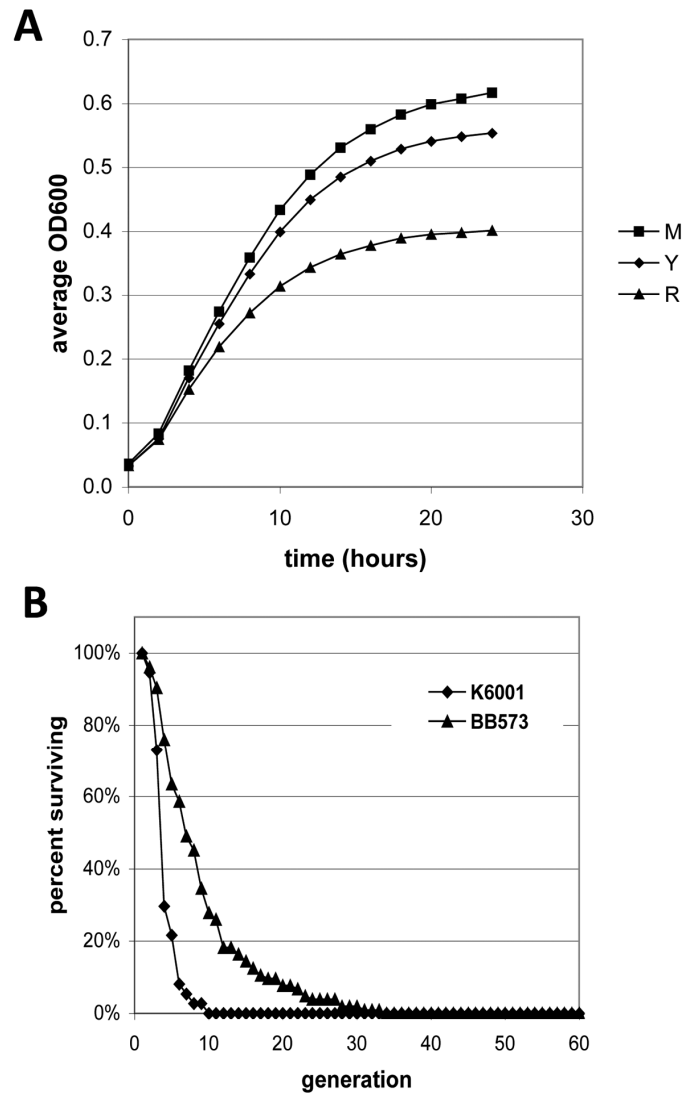 A
0.7
0.6
0.5
0.4
0.3
0.2
0.1
0.0
average OD600
0 10 20 30
time (hours)
M
Y
R
B
100%
80%
60%
40%
20%
0%
percent surviving
K6001
BB573
0 10 20 30 40 50 60
generation